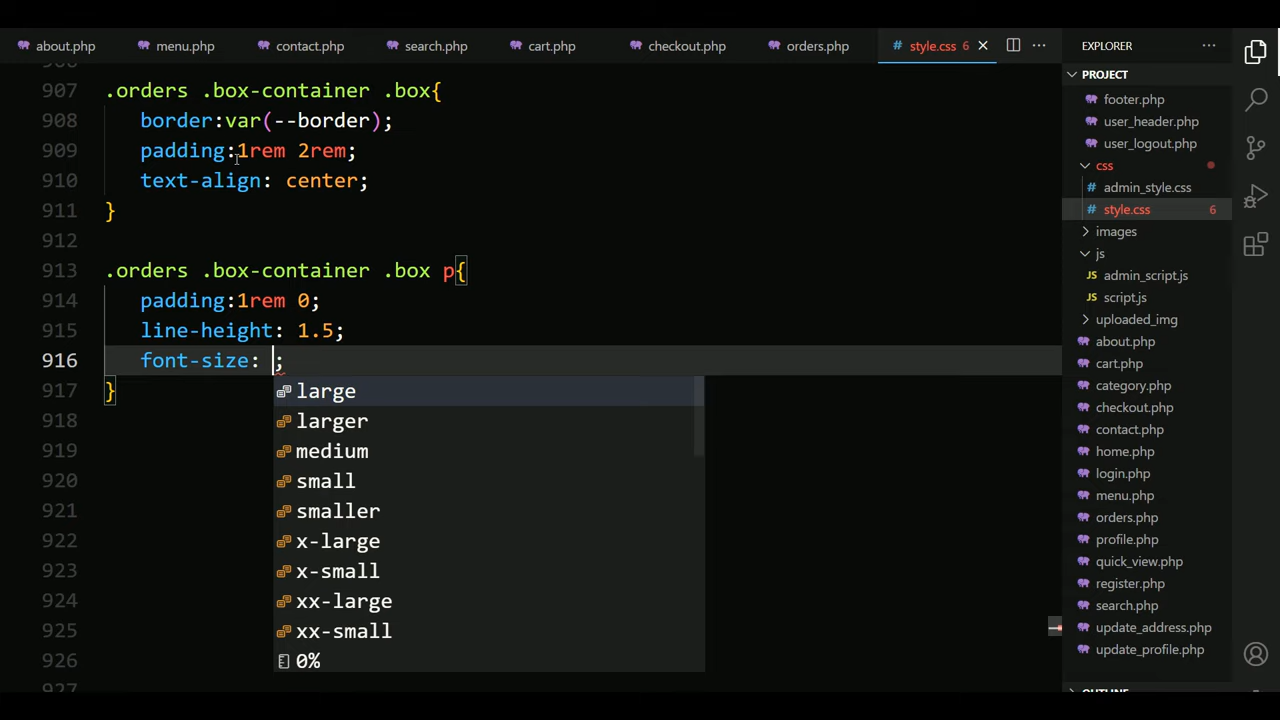 about.php menu.php contact.php search.php cart.php checkout.php orders.php # style.css 6
EXPLORER
PROJECT
footer.php
user_header.php
user_logout.php
css
# admin_style.css
# style.css 6
images
js
JS admin_script.js
JS script.js
uploaded_img
about.php
cart.php
category.php
checkout.php
contact.php
home.php
login.php
menu.php
orders.php
profile.php
quick_view.php
register.php
search.php
update_address.php
update_profile.php
907 .orders .box-container .box{
908 border:var(--border);
909 padding:1rem 2rem;
910 text-align: center;
911 }
912
913 .orders .box-container .box p{
914 padding:1rem 0;
915 line-height: 1.5;
916 font-size: ;
917 }
918
919
920
921
922
923
924
925
926
927
large
larger
medium
small
smaller
x-large
x-small
xx-large
xx-small
0%